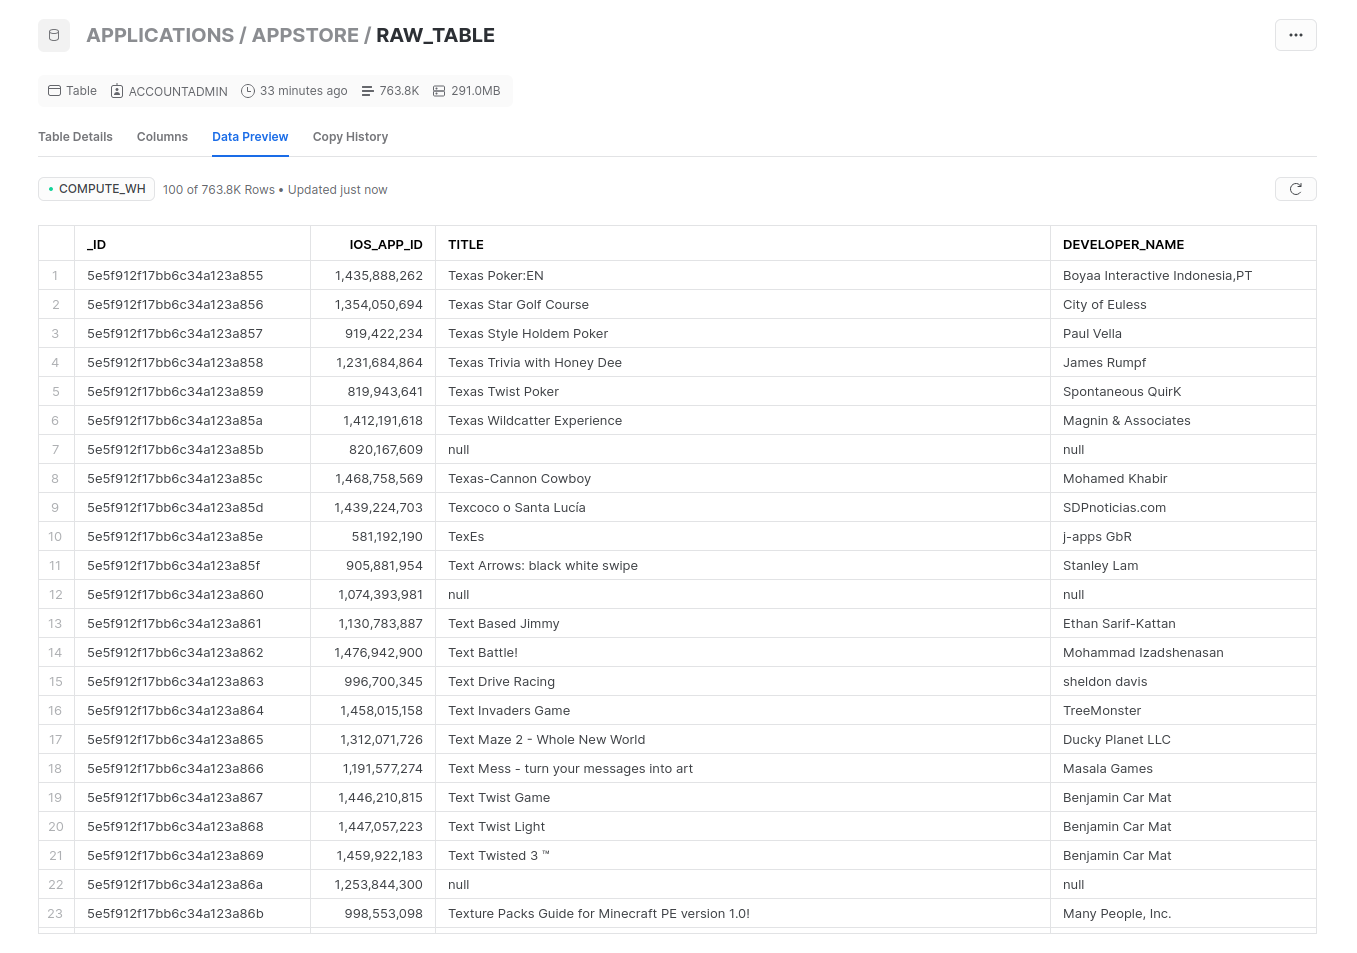 APPLICATIONS / APPSTORE / RAW_TABLE
Table ACCOUNTADMIN 33 minutes ago 763.8K 291.0MB
Table Details Columns Data Preview Copy History
COMPUTE_WH 100 of 763.8K Rows • Updated just now
_ID IOS_APP_ID TITLE DEVELOPER_NAME
1 5e5f912f17bb6c34a123a855 1,435,888,262 Texas Poker:EN Boyaa Interactive Indonesia,PT
2 5e5f912f17bb6c34a123a856 1,354,050,694 Texas Star Golf Course City of Euless
3 5e5f912f17bb6c34a123a857 919,422,234 Texas Style Holdem Poker Paul Vella
4 5e5f912f17bb6c34a123a858 1,231,684,864 Texas Trivia with Honey Dee James Rumpf
5 5e5f912f17bb6c34a123a859 819,943,641 Texas Twist Poker Spontaneous QuirK
6 5e5f912f17bb6c34a123a85a 1,412,191,618 Texas Wildcatter Experience Magnin & Associates
7 5e5f912f17bb6c34a123a85b 820,167,609 null null
8 5e5f912f17bb6c34a123a85c 1,468,758,569 Texas-Cannon Cowboy Mohamed Khabir
9 5e5f912f17bb6c34a123a85d 1,439,224,703 Texcoco o Santa Lucía SDPnoticias.com
10 5e5f912f17bb6c34a123a85e 581,192,190 TexEs j-apps GbR
11 5e5f912f17bb6c34a123a85f 905,881,954 Text Arrows: black white swipe Stanley Lam
12 5e5f912f17bb6c34a123a860 1,074,393,981 null null
13 5e5f912f17bb6c34a123a861 1,130,783,887 Text Based Jimmy Ethan Sarif-Kattan
14 5e5f912f17bb6c34a123a862 1,476,942,900 Text Battle! Mohammad Izadshenasan
15 5e5f912f17bb6c34a123a863 996,700,345 Text Drive Racing sheldon davis
16 5e5f912f17bb6c34a123a864 1,458,015,158 Text Invaders Game TreeMonster
17 5e5f912f17bb6c34a123a865 1,312,071,726 Text Maze 2 - Whole New World Ducky Planet LLC
18 5e5f912f17bb6c34a123a866 1,191,577,274 Text Mess - turn your messages into art Masala Games
19 5e5f912f17bb6c34a123a867 1,446,210,815 Text Twist Game Benjamin Car Mat
20 5e5f912f17bb6c34a123a868 1,447,057,223 Text Twist Light Benjamin Car Mat
21 5e5f912f17bb6c34a123a869 1,459,922,183 Text Twisted 3 ™ Benjamin Car Mat
22 5e5f912f17bb6c34a123a86a 1,253,844,300 null null
23 5e5f912f17bb6c34a123a86b 998,553,098 Texture Packs Guide for Minecraft PE version 1.0! Many People, Inc.